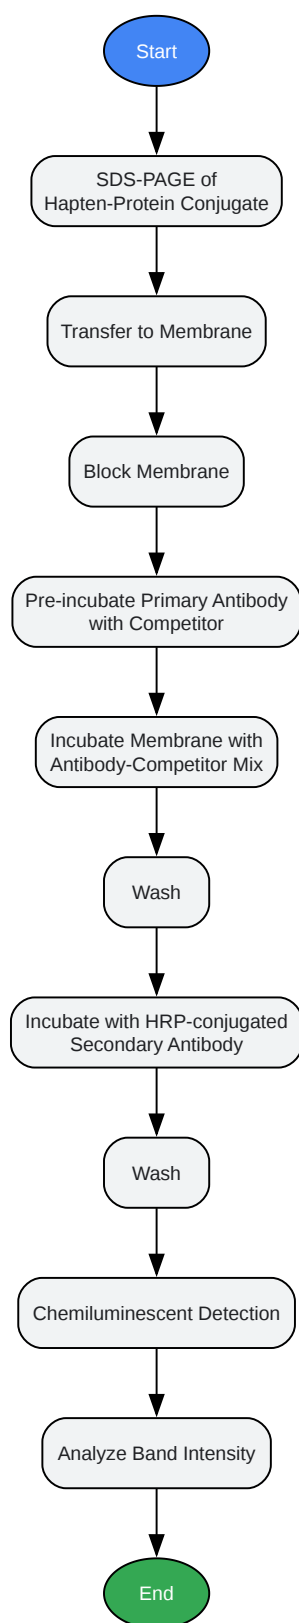 Start
SDS-PAGE of
Hapten-Protein Conjugate
Transfer to Membrane
Block Membrane
Pre-incubate Primary Antibody
with Competitor
Incubate Membrane with
Antibody-Competitor Mix
Wash
Incubate with HRP-conjugated
Secondary Antibody
Wash
Chemiluminescent Detection
Analyze Band Intensity
End